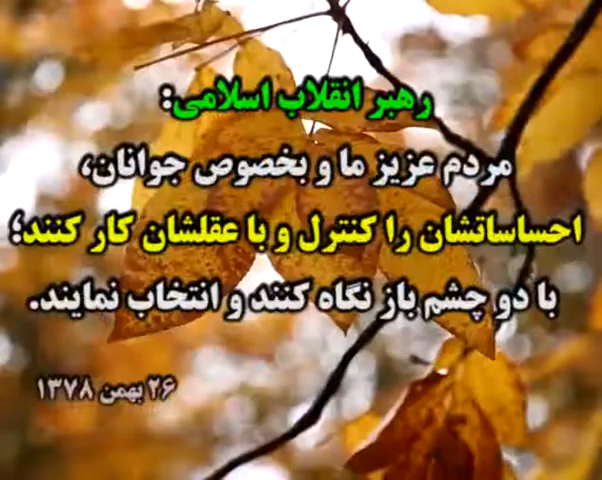 رهبر انقلاب اسلامی:
مردم عزیز ما و بخصوص جوانان،
احساساتشان را کنترل و با عقلشان کار کنند؛
با دو چشم باز نگاه کنند و انتخاب نمایند.
۲۶ بهمن ۱۳۷۸